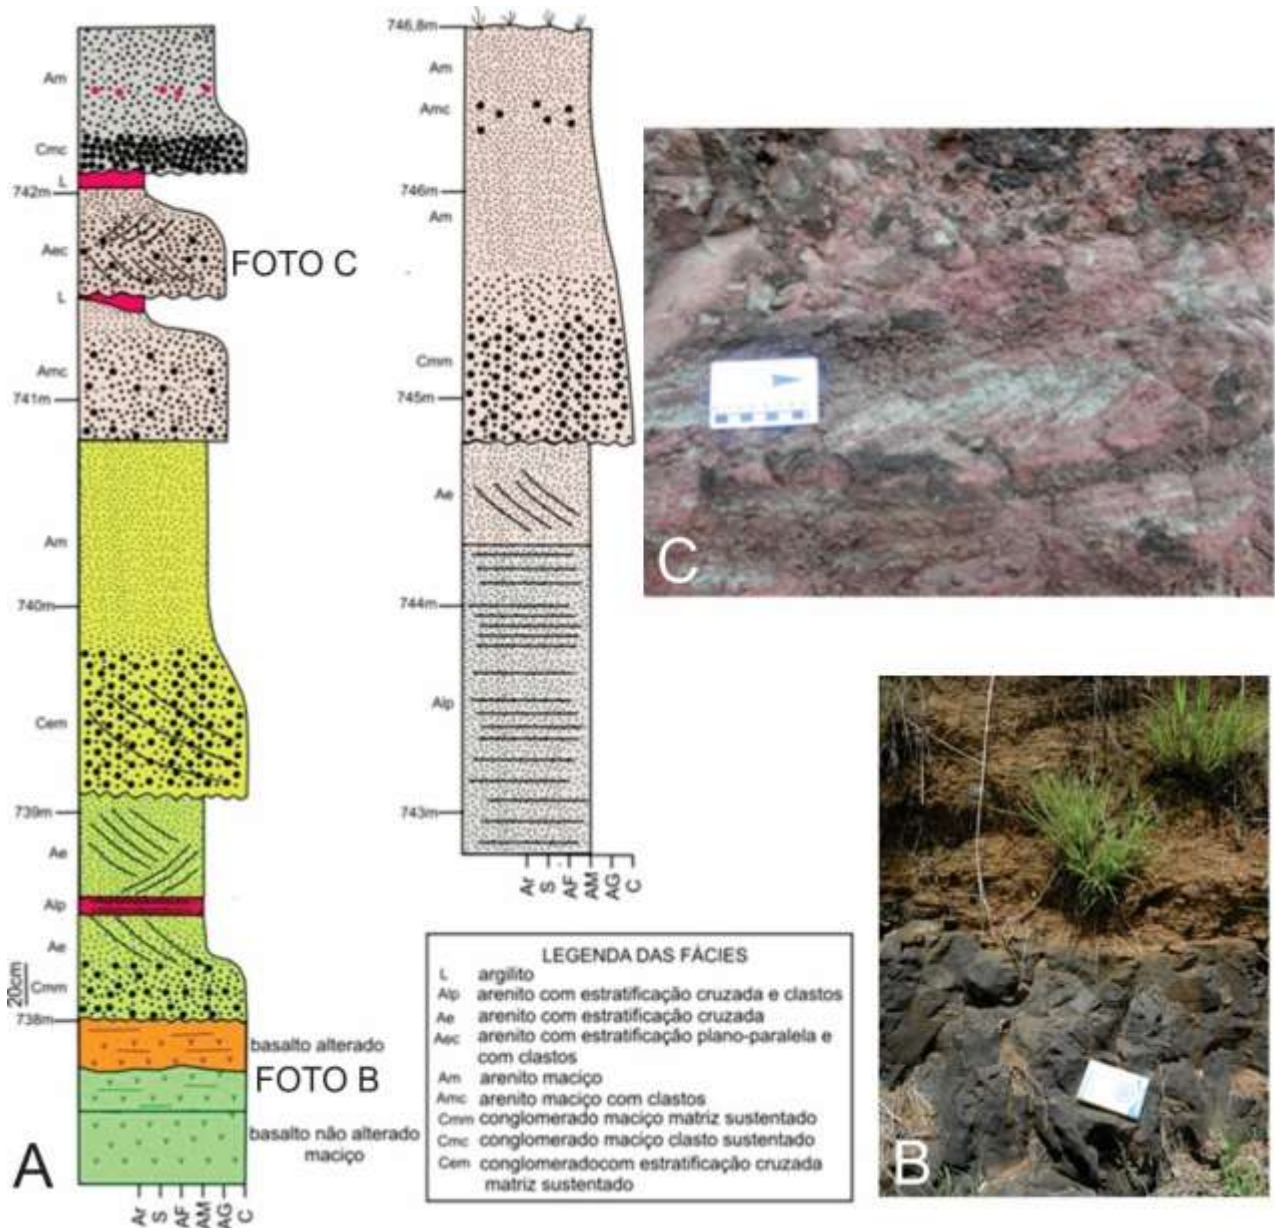 Am
Cmc
L
742m
Aec
FOTO C
L
Amc
741m
Am
740m
Cem
739m
Ae
Alp
Ae
20cm
Cmm
738m
basalto alterado
FOTO B
basalto não alterado
maciço
A
Ar S AF AM AG C
746,8m
Am
Amc
746m
Am
Cmm
745m
Ae
744m
Alp
743m
Ar S AF AM AG C
LEGENDA DAS FÁCIES
L argilito
Alp arenito com estratificação cruzada e clastos
Ae arenito com estratificação cruzada
Aec arenito com estratificação plano-paralela e
com clastos
Am arenito maciço
Amc arenito maciço com clastos
Cmm conglomerado maciço matriz sustentado
Cmc conglomerado maciço clasto sustentado
Cem conglomeradocom estratificação cruzada
matriz sustentado
C
B